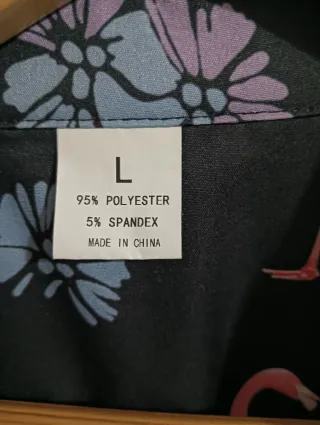 L
95% POLYESTER
5% SPANDEX
MADE IN CHINA